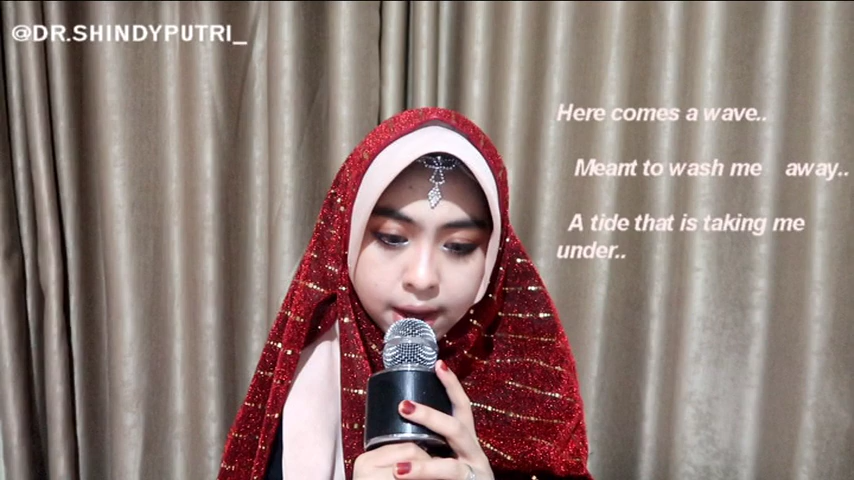 @DR.SHINDYPUTRI_
Here comes a wave..
Meant to wash me away..
A tide that is taking me
under..